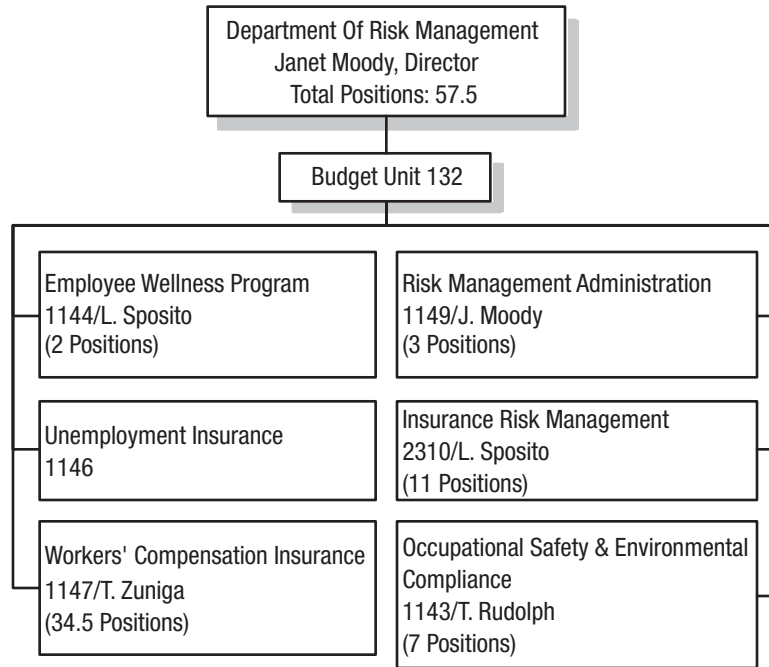 Department Of Risk Management
Janet Moody, Director
Total Positions: 57.5
Budget Unit 132
Employee Wellness Program
1144/L. Sposito
(2 Positions)
Risk Management Administration
1149/J. Moody
(3 Positions)
Unemployment Insurance
1146
Insurance Risk Management
2310/L. Sposito
(11 Positions)
Workers' Compensation Insurance
1147/T. Zuniga
(34.5 Positions)
Occupational Safety & Environmental
Compliance
1143/T. Rudolph
(7 Positions)